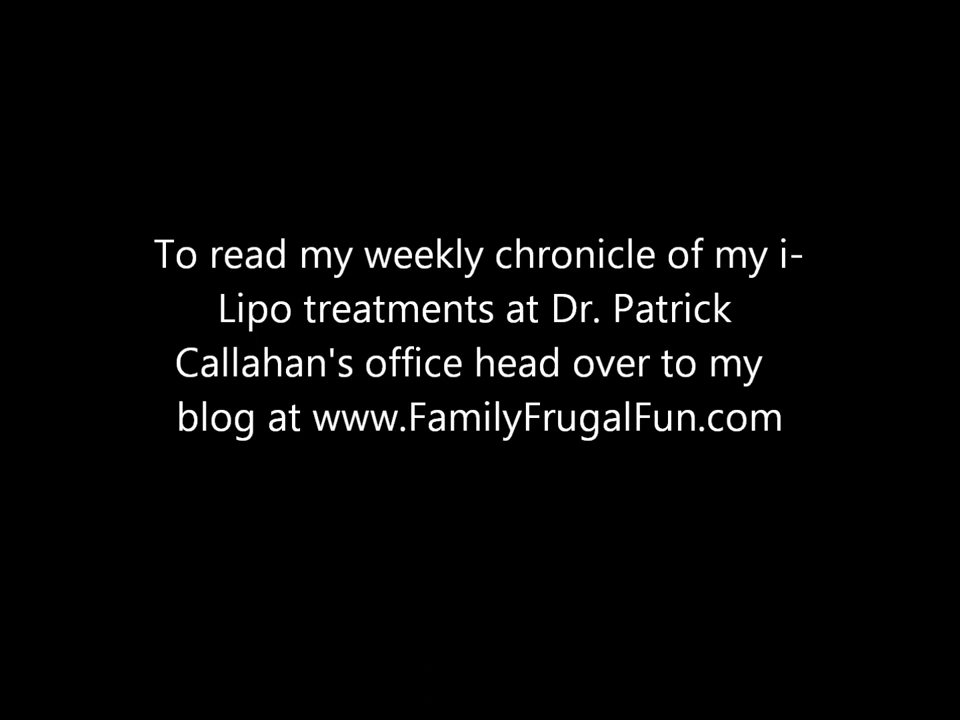 To read my weekly chronicle of my i-
Lipo treatments at Dr. Patrick
Callahan's office head over to my
blog at www.FamilyFrugalFun.com